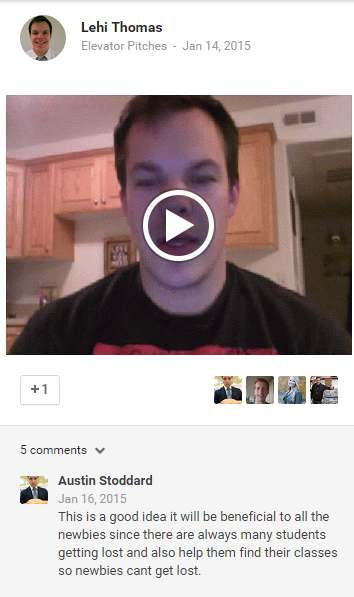 Lehi Thomas
Elevator Pitches - Jan 14, 2015
+1
5 comments
Austin Stoddard
Jan 16, 2015
This is a good idea it will be beneficial to all the
newbies since there are always many students
getting lost and also help them find their classes
so newbies cant get lost.